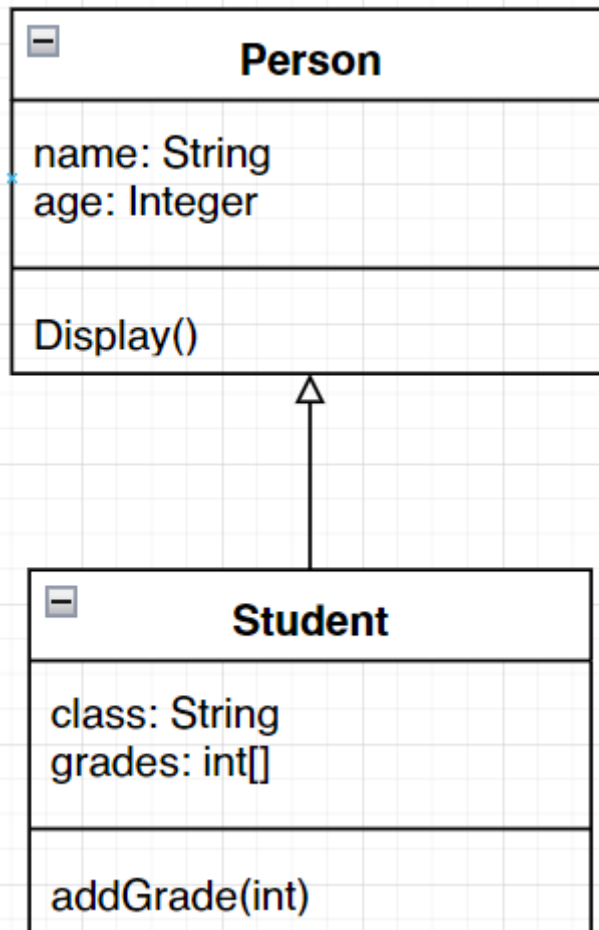 Person
name: String
age: Integer
Display()
Student
class: String
grades: int[]
addGrade(int)